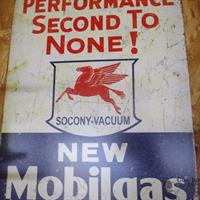 PERFORMANCE
SECOND TO
NONE!
SOCONY-VACUUM
NEW
Mobilgas